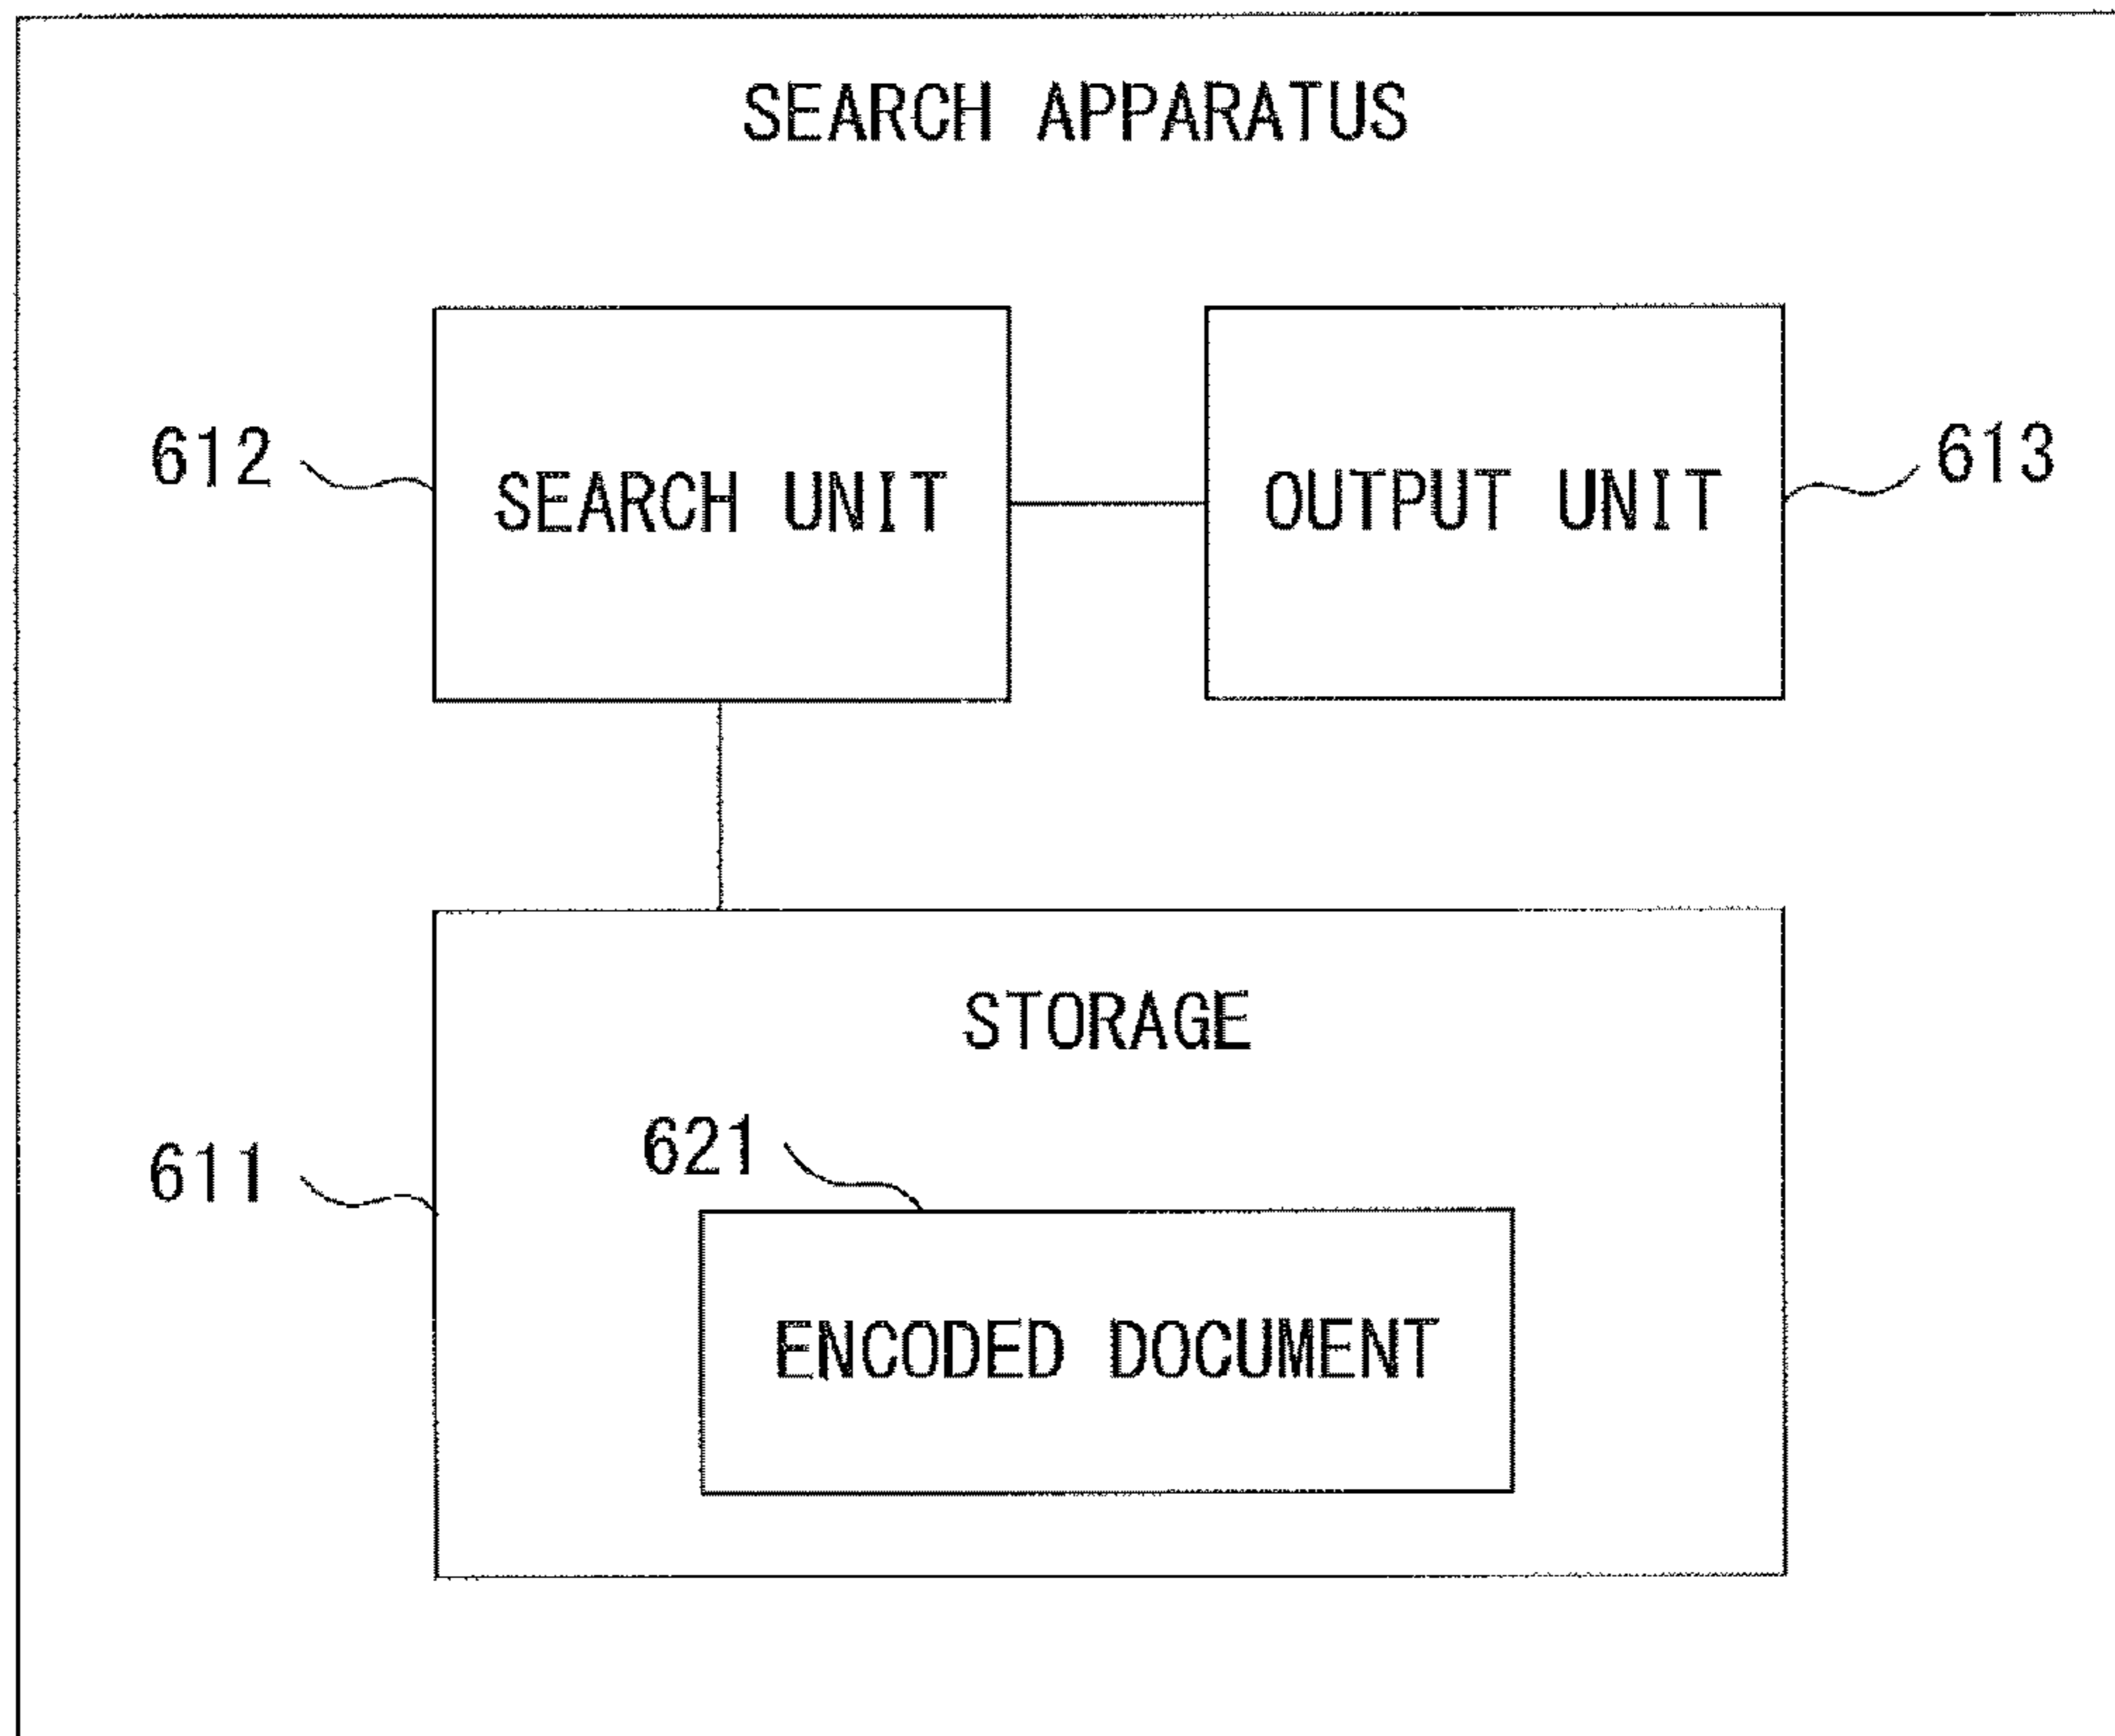 SEARCH APPARATUS
612
SEARCH UNIT
OUTPUT UNIT
613
STORAGE
611
621
ENCODED DOCUMENT